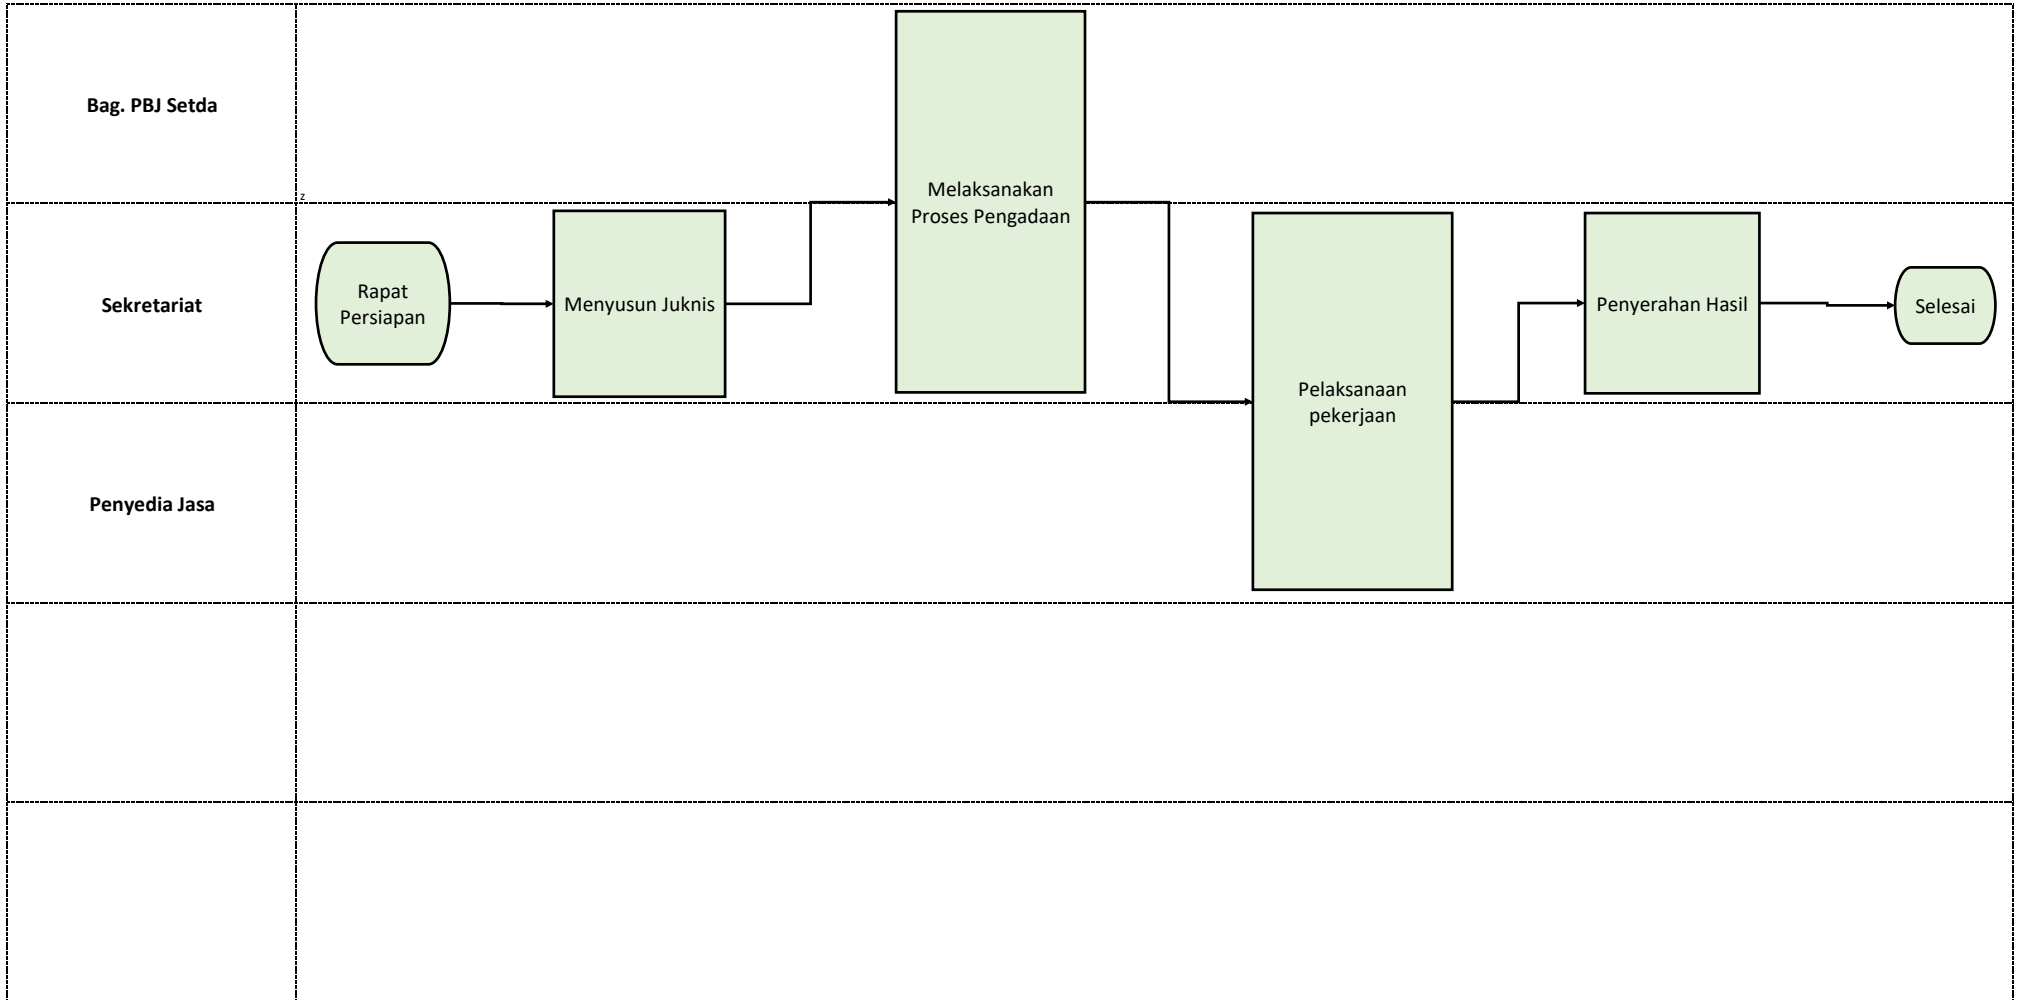 Bag. PBJ Setda
z
Melaksanakan
Proses Pengadaan
Sekretariat
Rapat
Persiapan
Menyusun Juknis
Penyerahan Hasil
Selesai
Pelaksanaan
pekerjaan
Penyedia Jasa